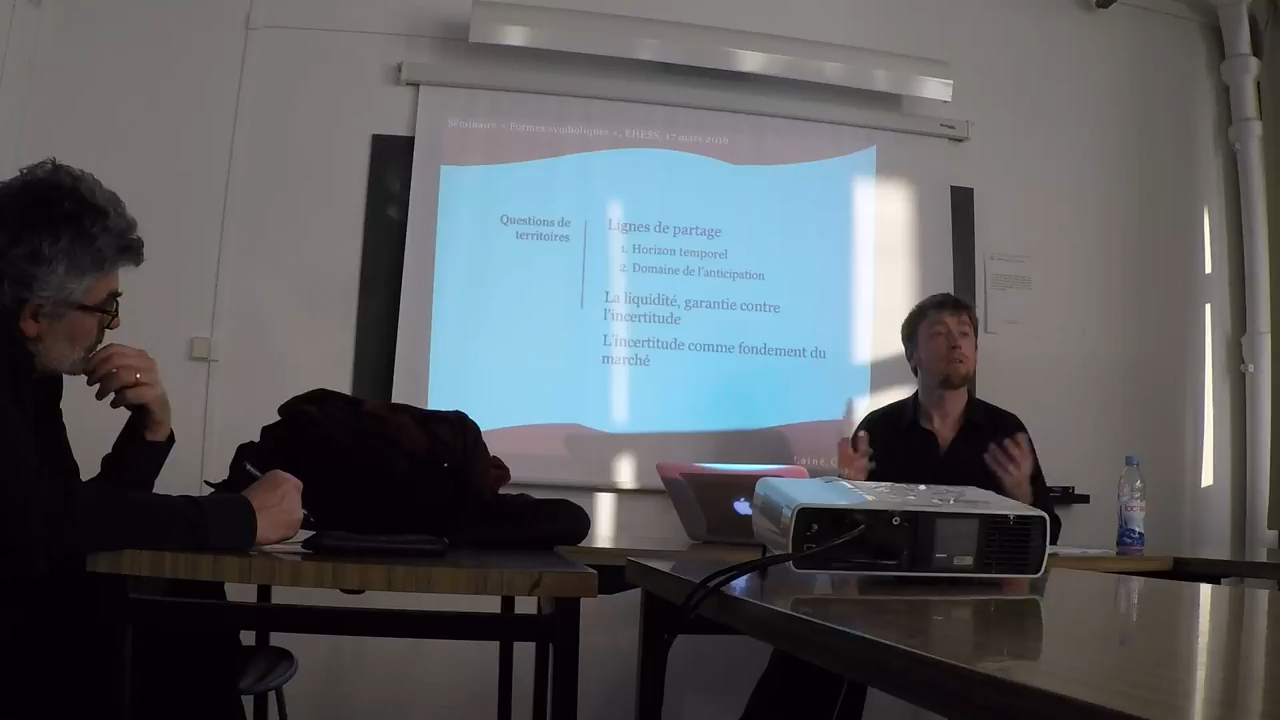 Séminaire « Formes symboliques », EHESS, 17 mars 2016
Questions de
territoires
Lignes de partage
1. Horizon temporel
2. Domaine de l'anticipation
La liquidité, garantie contre
l'incertitude
L'incertitude comme fondement du
marché
Lainé,